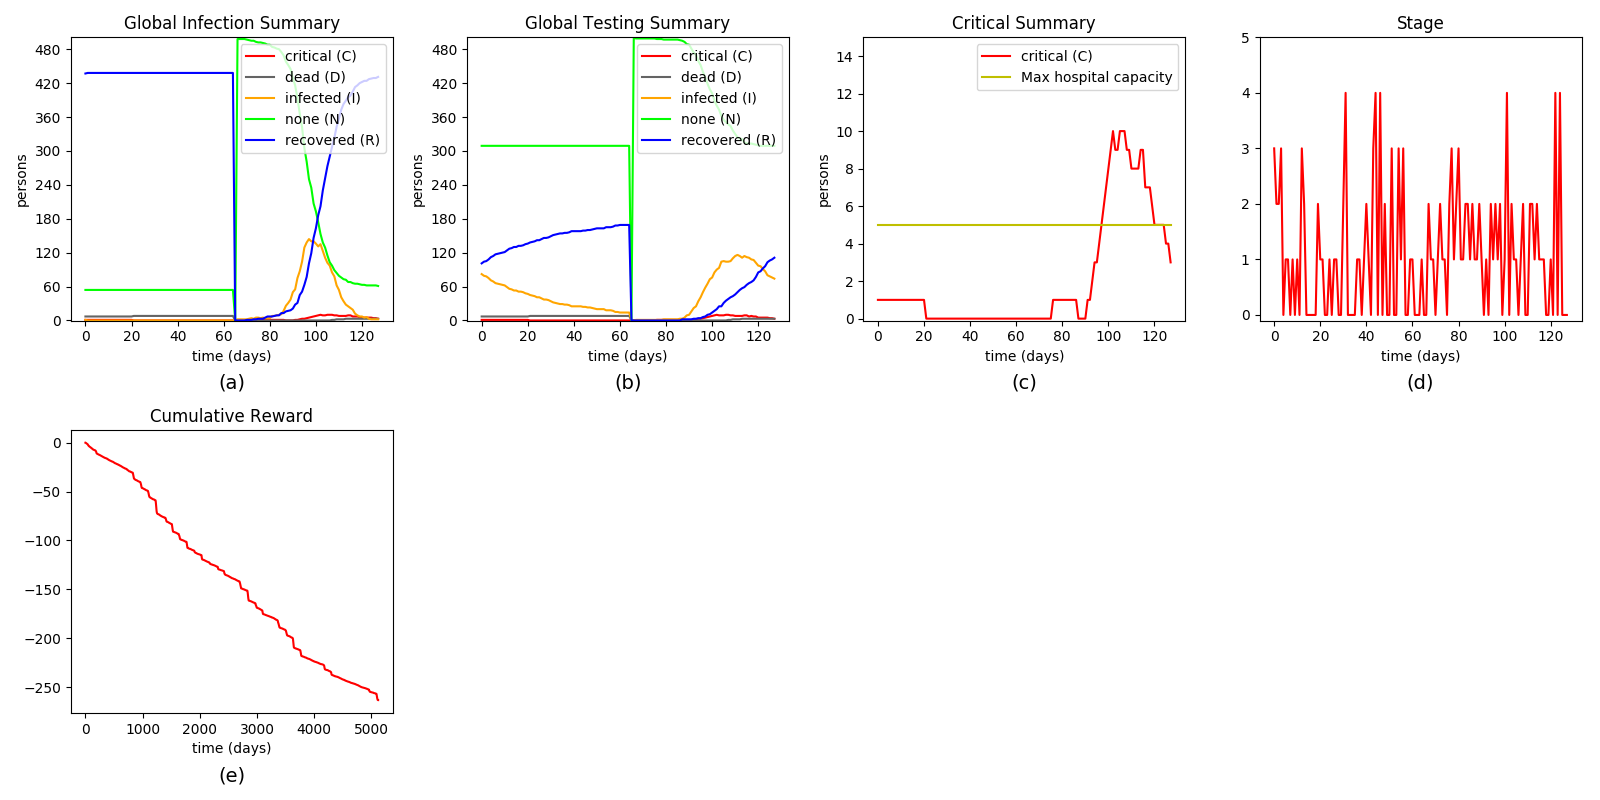 Global Infection Summary
persons
480
420
360
300
240
180
120
60
0
critical (C)
dead (D)
infected (I)
none (N)
recovered (R)
0 20 40 60 80 100 120
time (days)
(a)
Global Testing Summary
persons
480
420
360
300
240
180
120
60
0
critical (C)
dead (D)
infected (I)
none (N)
recovered (R)
0 20 40 60 80 100 120
time (days)
(b)
Critical Summary
persons
14
12
10
8
6
4
2
0
critical (C)
Max hospital capacity
0 20 40 60 80 100 120
time (days)
(c)
Stage
5
4
3
2
1
0
0 20 40 60 80 100 120
time (days)
(d)
Cumulative Reward
0
−50
−100
−150
−200
−250
0 1000 2000 3000 4000 5000
time (days)
(e)